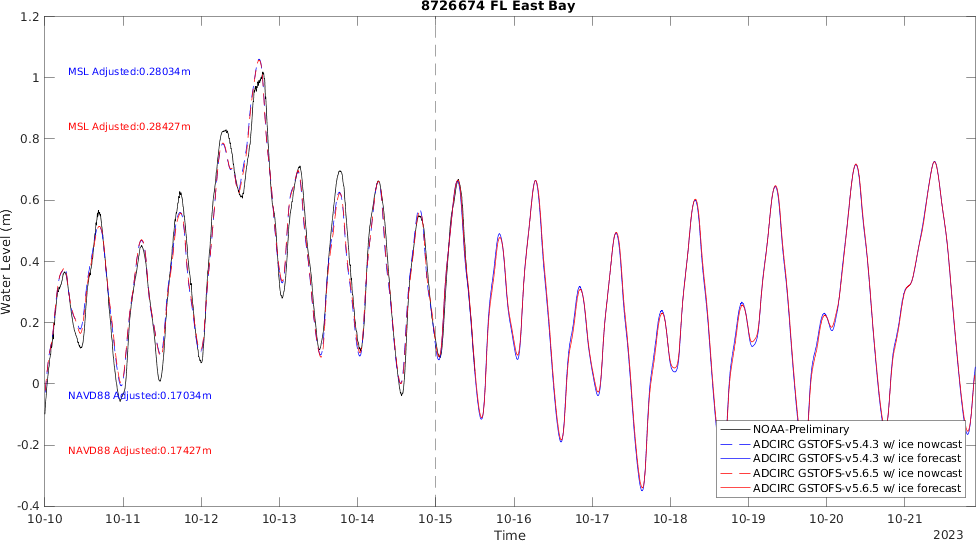 8726674 FL East Bay
1.2
1
0.8
0.6
0.4
0.2
0
-0.2
-0.4
Water Level (m)
MSL Adjusted:0.28034m
MSL Adjusted:0.28427m
NAVD88 Adjusted:0.17034m
NAVD88 Adjusted:0.17427m
NOAA-Preliminary
ADCIRC GSTOFS-v5.4.3 w/ ice nowcast
ADCIRC GSTOFS-v5.4.3 w/ ice forecast
ADCIRC GSTOFS-v5.6.5 w/ ice nowcast
ADCIRC GSTOFS-v5.6.5 w/ ice forecast
10-10 10-11 10-12 10-13 10-14 10-15 10-16 10-17 10-18 10-19 10-20 10-21
Time
2023